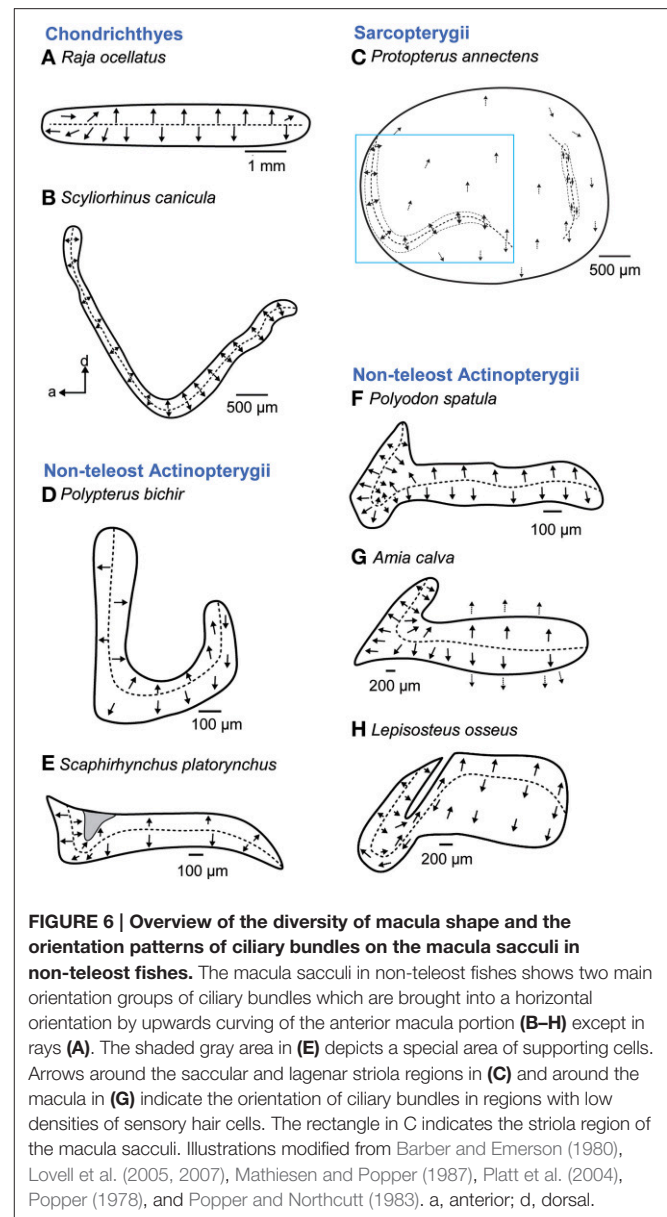 Chondrichthyes
A Raja ocellatus
1 mm
B Scyliorhinus canicula
d
a
500 µm
Sarcopterygii
C Protopterus annectens
500 µm
Non-teleost Actinopterygii
D Polypterus bichir
100 µm
E Scaphirhynchus platorynchus
100 µm
Non-teleost Actinopterygii
F Polyodon spatula
100 µm
G Amia calva
200 µm
H Lepisosteus osseus
200 µm
FIGURE 6 | Overview of the diversity of macula shape and the
orientation patterns of ciliary bundles on the macula sacculi in
non-teleost fishes. The macula sacculi in non-teleost fishes shows two main
orientation groups of ciliary bundles which are brought into a horizontal
orientation by upwards curving of the anterior macula portion (B–H) except in
rays (A). The shaded gray area in (E) depicts a special area of supporting cells.
Arrows around the saccular and lagenar striola regions in (C) and around the
macula in (G) indicate the orientation of ciliary bundles in regions with low
densities of sensory hair cells. The rectangle in C indicates the striola region of
the macula sacculi. Illustrations modified from Barber and Emerson (1980),
Lovell et al. (2005, 2007), Mathiesen and Popper (1987), Platt et al. (2004),
Popper (1978), and Popper and Northcutt (1983). a, anterior; d, dorsal.